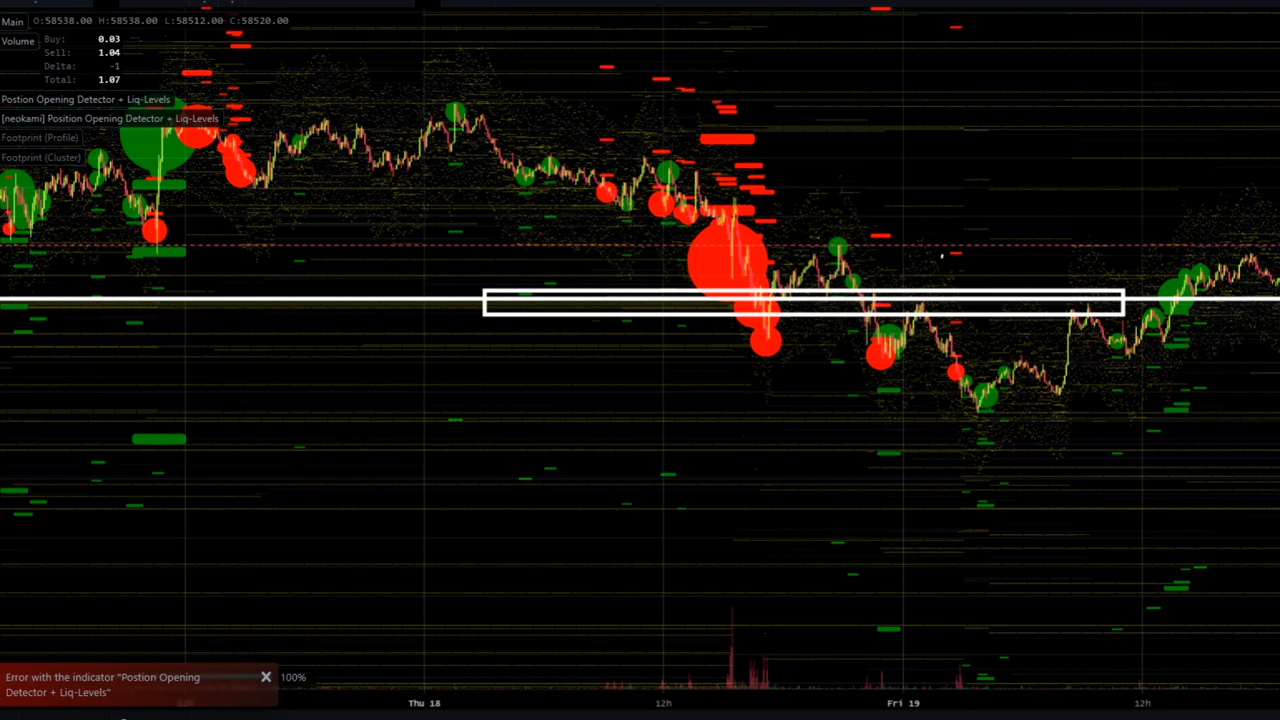 Main O:58538.00 H:58538.00 L:58512.00 C:58520.00
Volume Buy: 0.03
Sell: 1.04
Delta: -1
Total: 1.07
Postion Opening Detector + Liq-Levels
[neokami] Position Opening Detector + Liq-Levels
Footprint (Profile)
Footprint (Cluster)
Error with the indicator "Postion Opening
Detector + Liq-Levels"
100%
Thu 18 12h Fri 19 12h